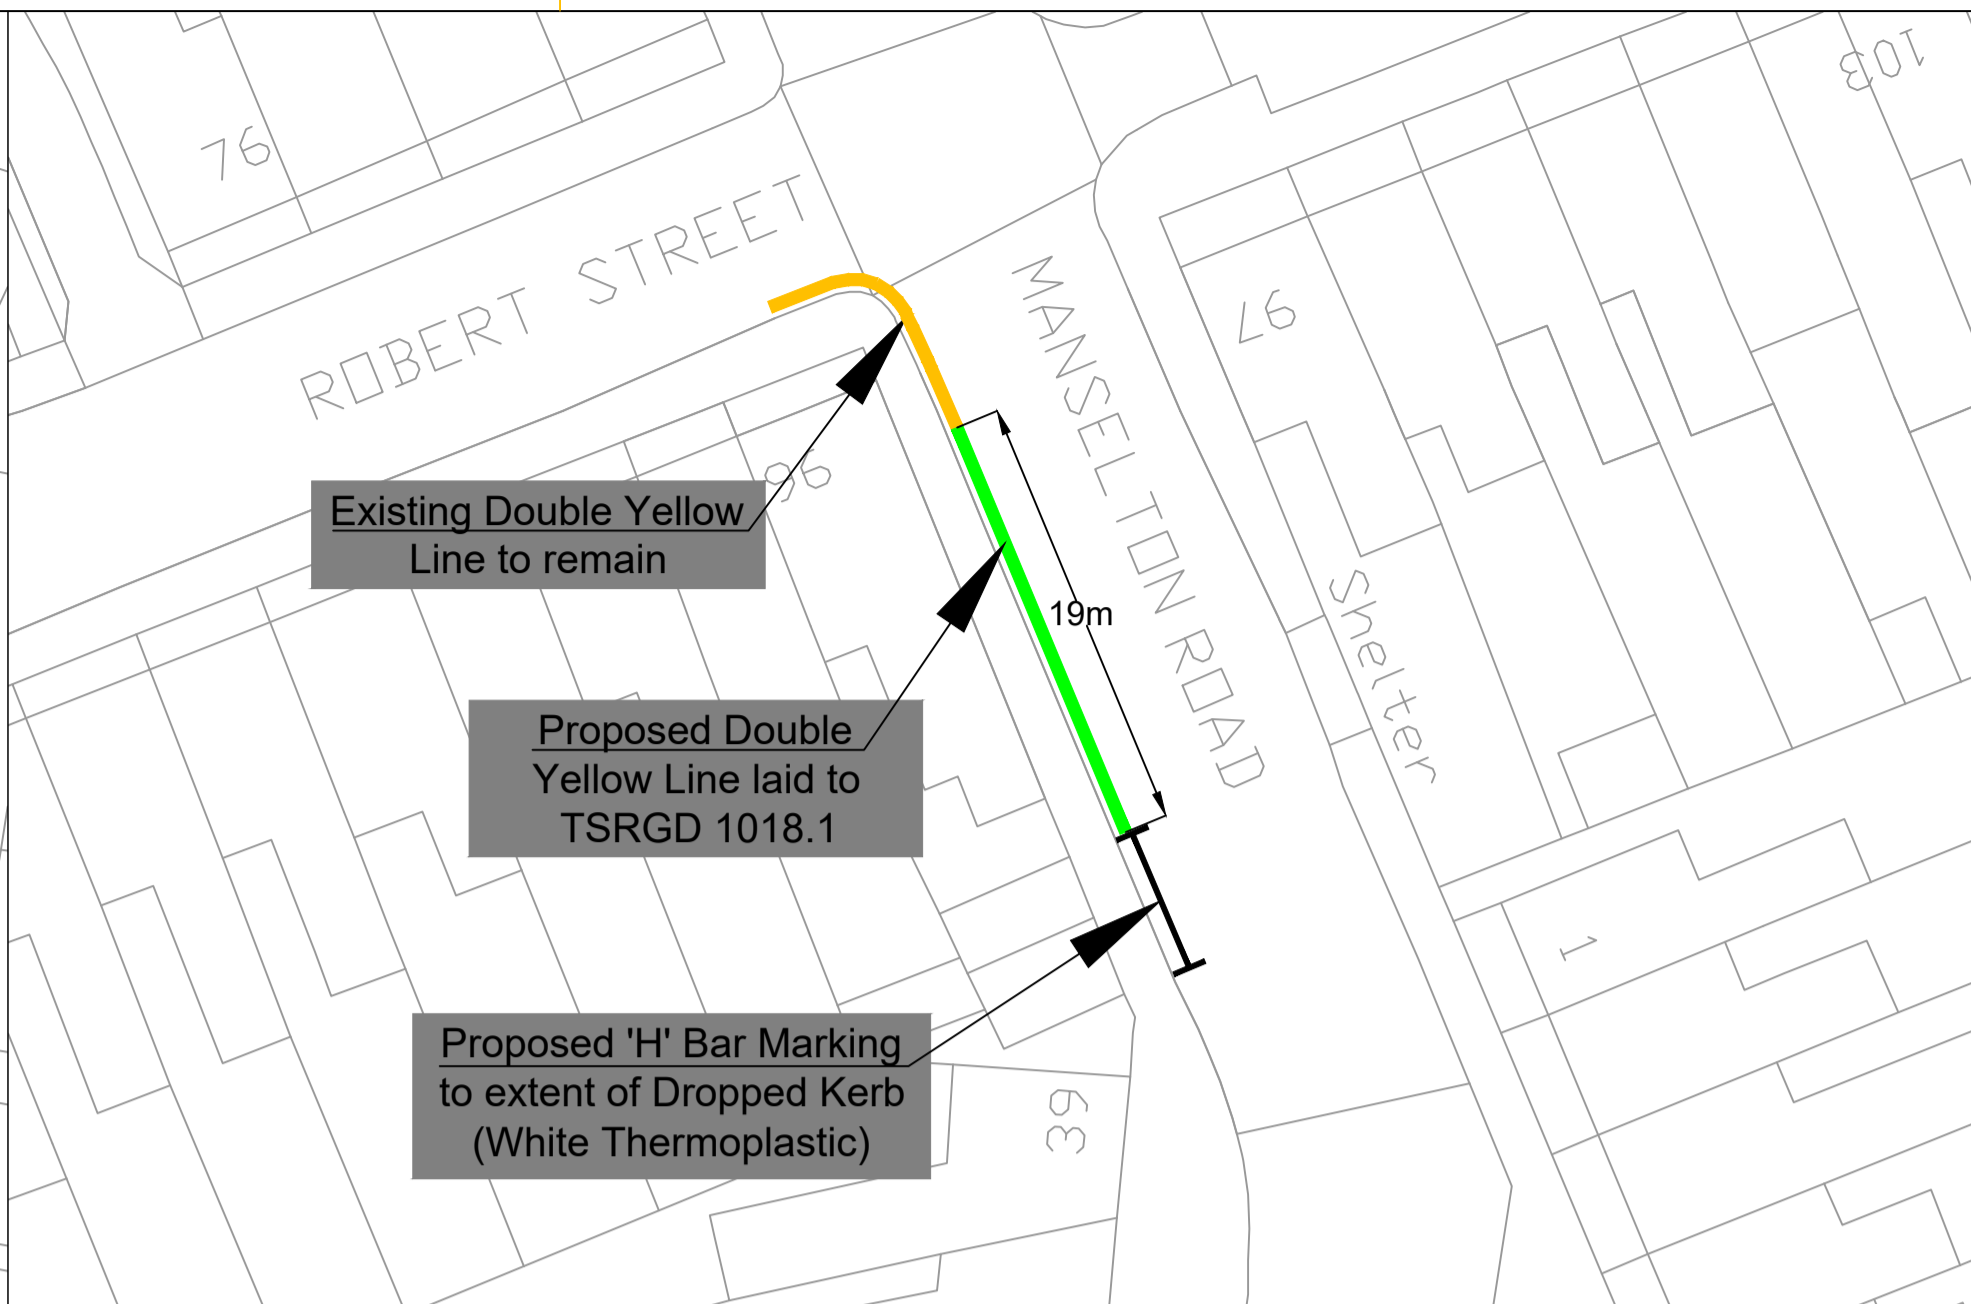 103
76
ROBERT STREET
MANSELTON ROAD
97
96
Existing Double Yellow
Line to remain
19m
Shelter
Proposed Double
Yellow Line laid to
TSRGD 1018.1
1
Proposed 'H' Bar Marking
to extent of Dropped Kerb
(White Thermoplastic)
39